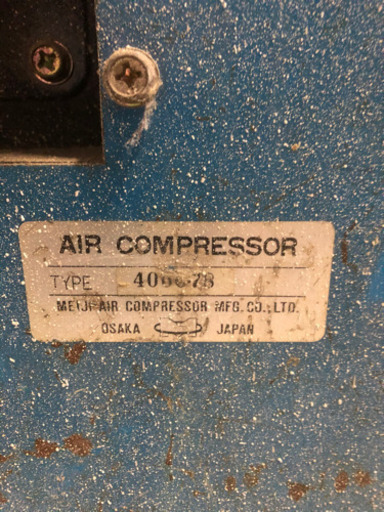 AIR COMPRESSOR
TYPE
MEIJI AIR COMPRESSOR MFG. CO., LTD.
OSAKA JAPAN